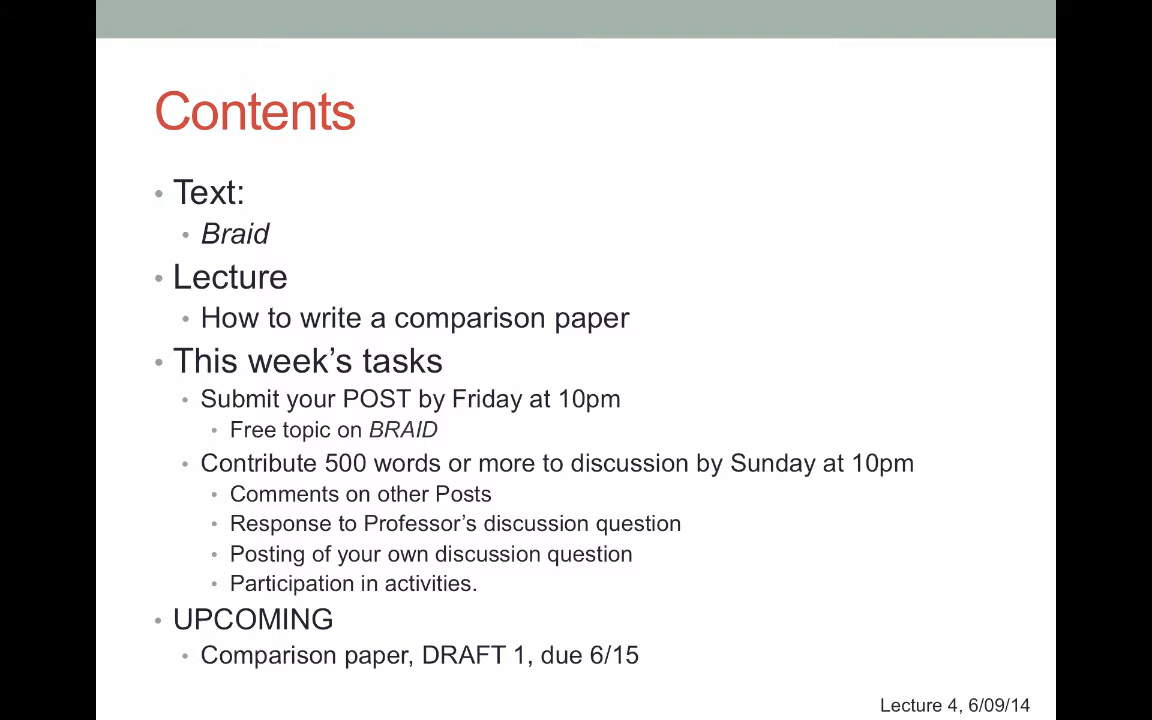 Contents
• Text:
• Braid
• Lecture
• How to write a comparison paper
• This week’s tasks
• Submit your POST by Friday at 10pm
• Free topic on BRAID
• Contribute 500 words or more to discussion by Sunday at 10pm
• Comments on other Posts
• Response to Professor’s discussion question
• Posting of your own discussion question
• Participation in activities.
• UPCOMING
• Comparison paper, DRAFT 1, due 6/15
Lecture 4, 6/09/14